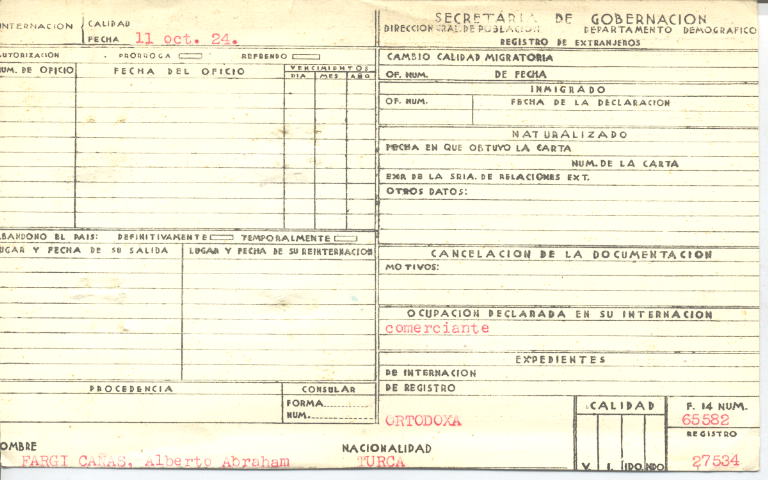 INTERNACION CALIDAD
FECHA 11 oct. 24.
AUTORIZACION PRORROGA REFRENDO
NUM. DE OFICIO FECHA DEL OFICIO VENCIMIENTOS
DIA MES AÑO
ABANDONO EL PAIS: DEFINITIVAMENTE TEMPORALMENTE
LUGAR Y FECHA DE SU SALIDA LUGAR Y FECHA DE SU REINTERNACION
PROCEDENCIA CONSULAR
FORMA
NUM.
SECRETARIA DE GOBERNACION
DIRECCION GRAL. DE POBLACION DEPARTAMENTO DEMOGRAFICO
REGISTRO DE EXTRANJEROS
CAMBIO CALIDAD MIGRATORIA
OF. NUM. DE FECHA
INMIGRADO
OF. NUM. FECHA DE LA DECLARACION
NATURALIZADO
FECHA EN QUE OBTUVO LA CARTA
NUM. DE LA CARTA
EXP. DE LA SRIA. DE RELACIONES EXT.
OTROS DATOS:
CANCELACION DE LA DOCUMENTACION
MOTIVOS:
OCUPACION DECLARADA EN SU INTERNACION
comerciante
EXPEDIENTES
DE INTERNACION
DE REGISTRO
ORTODOXA
CALIDAD
V. I.
F. 14 NUM.
65582
REGISTRO
27534
NOMBRE NACIONALIDAD
FARGI CAÑAS, Alberto Abraham TURCA